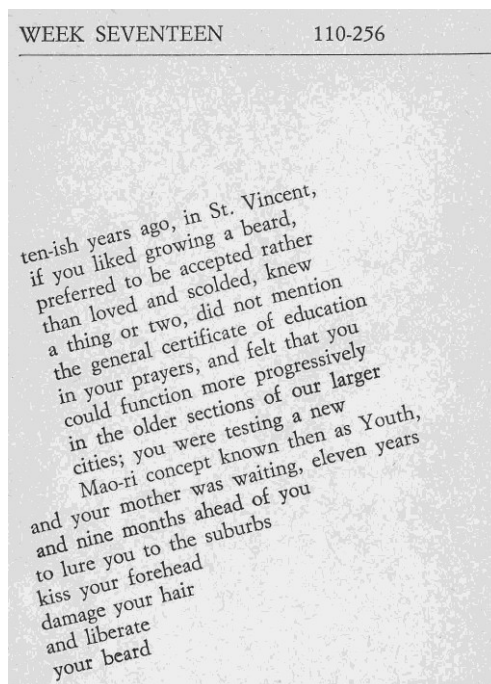 WEEK SEVENTEEN 110-256
ten-ish years ago, in St. Vincent,
if you liked growing a beard,
preferred to be accepted rather
than loved and scolded, knew
a thing or two, did not mention
the general certificate of education
in your prayers, and felt that you
could function more progressively
in the older sections of our larger
cities; you were testing a new
Mao-ri concept known then as Youth,
and your mother was waiting, eleven years
and nine months ahead of you
to lure you to the suburbs
kiss your forehead
damage your hair
and liberate
your beard